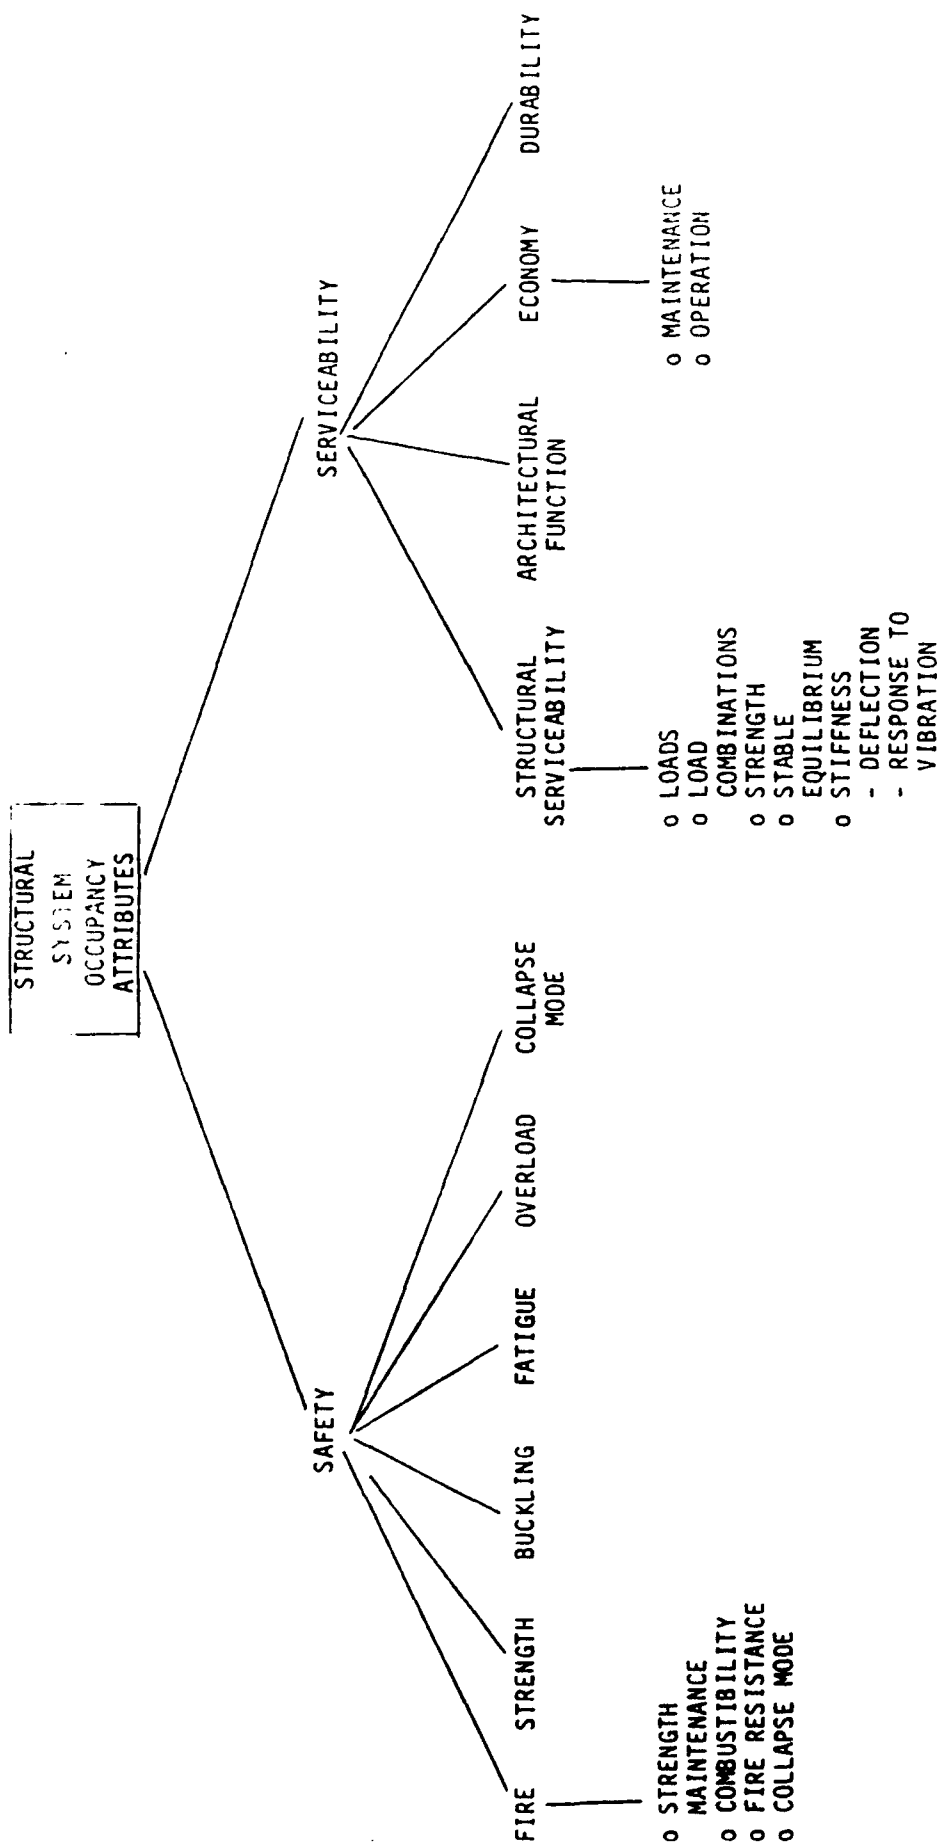 STRUCTURAL
SYSTEM
OCCUPANCY
ATTRIBUTES
SAFETY
SERVICEABILITY
FIRE
STRENGTH
BUCKLING
FATIGUE
OVERLOAD
COLLAPSE
MODE
STRUCTURAL
SERVICEABILITY
ARCHITECTURAL
FUNCTION
ECONOMY
DURABILITY
o STRENGTH
MAINTENANCE
o COMBUSTIBILITY
o FIRE RESISTANCE
o COLLAPSE MODE
o LOADS
o LOAD
COMBINATIONS
o STRENGTH
o STABLE
EQUILIBRIUM
o STIFFNESS
- DEFLECTION
- RESPONSE TO
VIBRATION
o MAINTENANCE
o OPERATION